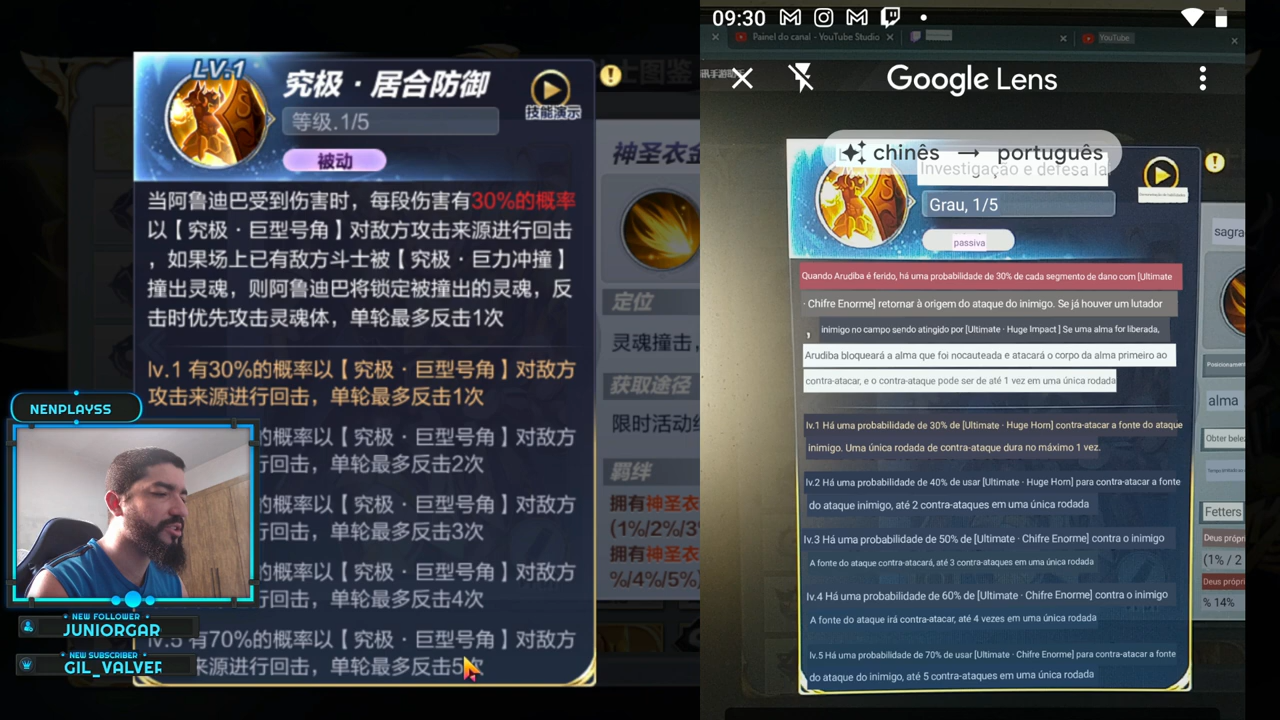 LV.1
究极·居合防御
等级.1/5
技能演示
被动
当阿鲁迪巴受到伤害时，每段伤害有30%的概率
以【究极·巨型号角】对敌方攻击来源进行回击
，如果场上已有敌方斗士被【究极·巨力冲撞】
撞出灵魂，则阿鲁迪巴将锁定被撞出的灵魂，反
击时优先攻击灵魂体，单轮最多反击1次
lv.1 有30%的概率以【究极·巨型号角】对敌方
攻击来源进行回击，单轮最多反击1次
的概率以【究极·巨型号角】对敌方
行回击，单轮最多反击2次
的概率以【究极·巨型号角】对敌方
行回击，单轮最多反击3次
的概率以【究极·巨型号角】对敌方
行回击，单轮最多反击4次
lv.5 有70%的概率以【究极·巨型号角】对敌方
来源进行回击，单轮最多反击5次
士图鉴
神圣衣金
定位
灵魂撞击,
获取途径
限时活动
羁绊
拥有神圣衣
(1%/2%/3%
拥有神圣衣
%/4%/5%)
NENPLAYSS
NEW FOLLOWER
JUNIORGAR
NEW SUBSCRIBER
GIL_VALVER
09:30
Painel do canal - YouTube Studio
YouTube
Google Lens
chinês → português
Investigação e defesa Ia
Grau, 1/5
passiva
Quando Arudiba é ferido, há uma probabilidade de 30% de cada segmento de dano com [Ultimate
· Chifre Enorme] retornar à origem do ataque do inimigo. Se já houver um lutador
, inimigo no campo sendo atingido por [Ultimate · Huge Impact ] Se uma alma for liberada,
Arudiba bloqueará a alma que foi nocauteada e atacará o corpo da alma primeiro ao
contra-atacar, e o contra-ataque pode ser de até 1 vez em uma única rodada
lv.1 Há uma probabilidade de 30% de [Ultimate · Huge Horn] contra-atacar a fonte do ataque
inimigo. Uma única rodada de contra-ataque dura no máximo 1 vez.
lv.2 Há uma probabilidade de 40% de usar [Ultimate · Huge Horn] para contra-atacar a fonte
do ataque inimigo, até 2 contra-ataques em uma única rodada
lv.3 Há uma probabilidade de 50% de [Ultimate · Chifre Enorme] contra o inimigo
A fonte do ataque contra-atacará, até 3 contra-ataques em uma única rodada
lv.4 Há uma probabilidade de 60% de [Ultimate · Chifre Enorme] contra o inimigo
A fonte do ataque irá contra-atacar, até 4 vezes em uma única rodada
lv.5 Há uma probabilidade de 70% de usar [Ultimate · Chifre Enorme] para contra-atacar a fonte
do ataque do inimigo, até 5 contra-ataques em uma única rodada
sagra
Posicionamen
alma
Obter bele
Fetters
Deus própri
(1% / 2
Deus própri
% 14%